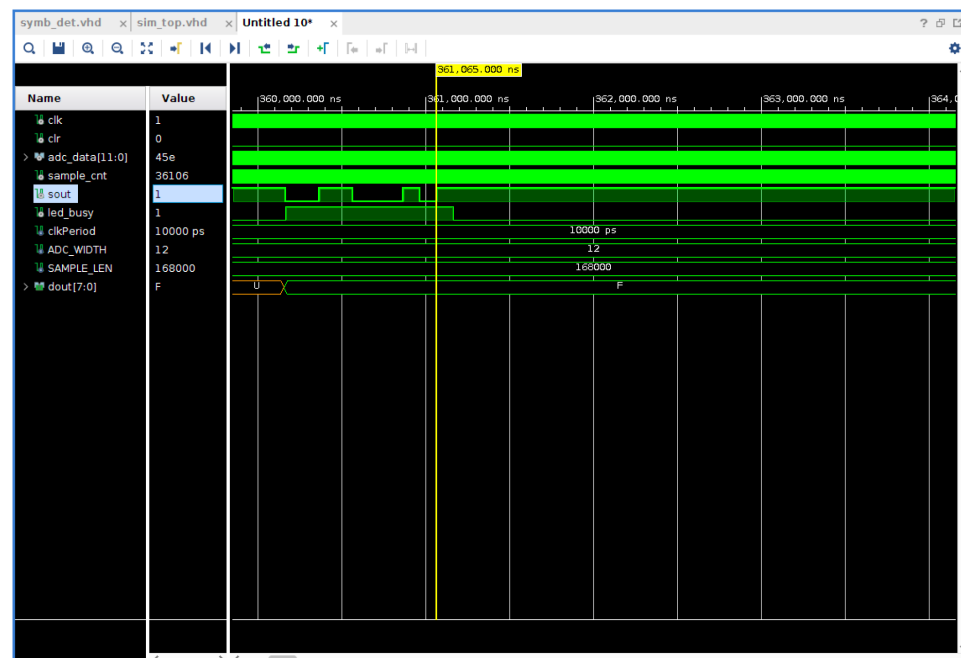 symb_det.vhd x sim_top.vhd x Untitled 10* x ?
361,065.000 ns
Name Value 360,000.000 ns 361,000.000 ns 362,000.000 ns 363,000.000 ns 364,0
clk 1
clr 0
> adc_data[11:0] 45e
sample_cnt 36106
sout 1
led_busy 1
clkPeriod 10000 ps 10000 ps
ADC_WIDTH 12 12
SAMPLE_LEN 168000 168000
> dout[7:0] F U F